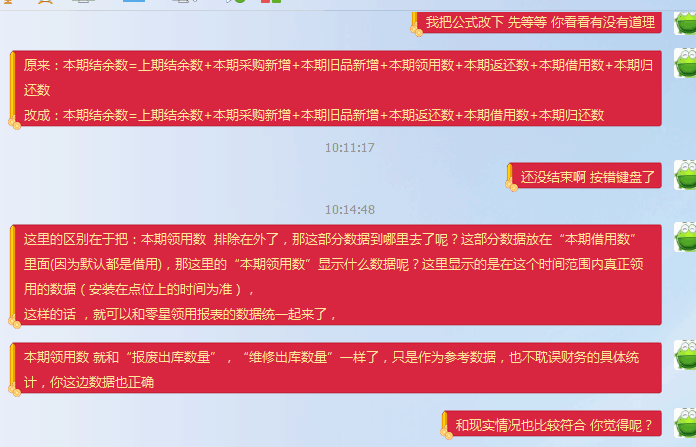 我把公式改下 先等等 你看看有没有道理
原来：本期结余数=上期结余数+本期采购新增+本期旧品新增+本期领用数+本期返还数+本期借用数+本期归
还数
改成：本期结余数=上期结余数+本期采购新增+本期旧品新增+本期返还数+本期借用数+本期归还数
10:11:17
还没结束啊 按错键盘了
10:14:48
这里的区别在于把：本期领用数 排除在外了，那这部分数据到哪里去了呢？这部分数据放在“本期借用数”
里面(因为默认都是借用)，那这里的“本期领用数”显示什么数据呢？这里显示的是在这个时间范围内真正领
用的数据（安装在点位上的时间为准），
这样的话 ，就可以和零星领用报表的数据统一起来了，
本期领用数 就和“报废出库数量”，“维修出库数量”一样了，只是作为参考数据，也不耽误财务的具体统
计，你这边数据也正确
和现实情况也比较符合 你觉得呢？